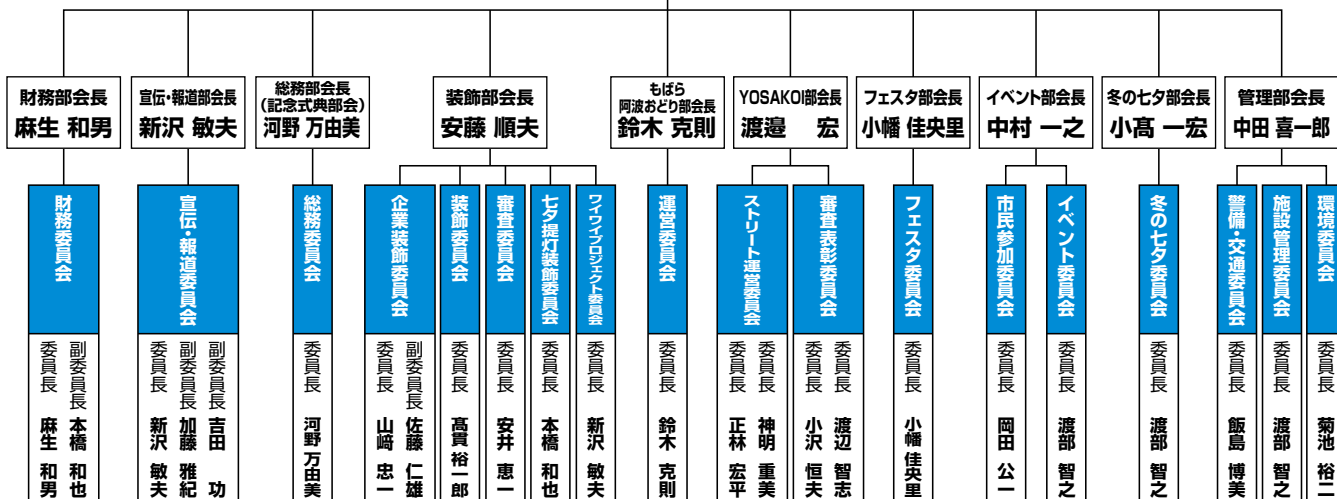 財務部会長
麻生 和男
宣伝・報道部会長
新沢 敏夫
総務部会長
(記念式典部会)
河野 万由美
装飾部会長
安藤 順夫
もばら
阿波おどり部会長
鈴木 克則
YOSAKOI部会長
渡邉 宏
フェスタ部会長
小幡 佳央里
イベント部会長
中村 一之
冬の七夕部会長
小髙 一宏
管理部会長
中田 喜一郎
財務委員会
委員長 麻生 和男
副委員長 本橋 和也
宣伝・報道委員会
委員長 新沢 敏夫
副委員長 加藤 雅紀
副委員長 吉田 功
総務委員会
委員長 河野 万由美
企業装飾委員会
委員長 山﨑 忠一
副委員長 佐藤 仁雄
装飾委員会
委員長 髙貫 裕一郎
審査委員会
委員長 安井 恵一
七夕提灯装飾委員会
委員長 本橋 和也
ワイワイプロジェクト委員会
委員長 新沢 敏夫
運営委員会
委員長 鈴木 克則
ストリート運営委員会
委員長 正林 宏平
委員長 神明 重美
審査表彰委員会
委員長 小沢 恒夫
委員長 渡辺 智志
フェスタ委員会
委員長 小幡 佳央里
市民参加委員会
委員長 岡田 公一
イベント委員会
委員長 渡部 智之
冬の七夕委員会
委員長 渡部 智之
警備・交通委員会
委員長 飯島 博美
施設管理委員会
委員長 渡部 智之
環境委員会
委員長 菊池 裕二